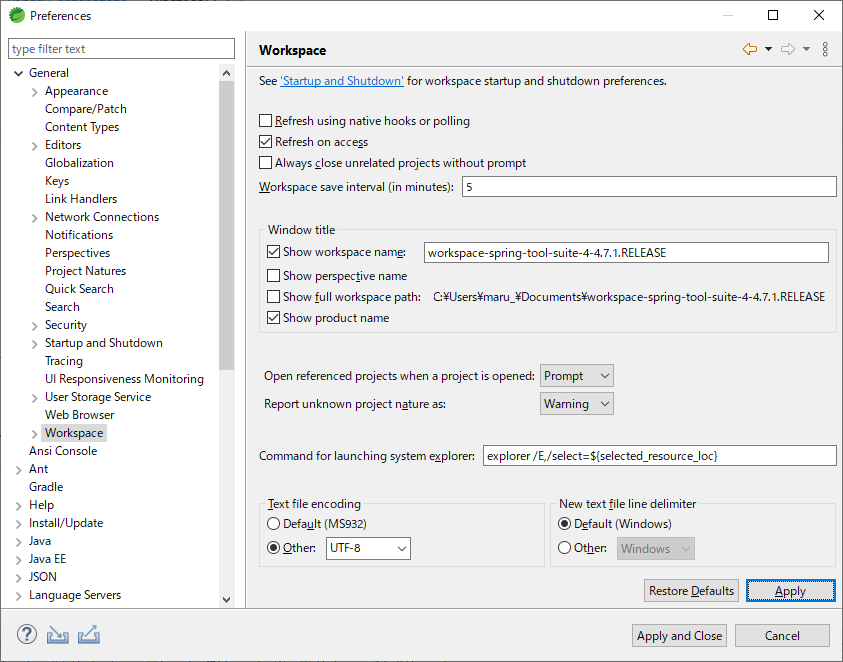 Preferences
type filter text
General
Appearance
Compare/Patch
Content Types
Editors
Globalization
Keys
Link Handlers
Network Connections
Notifications
Perspectives
Project Natures
Quick Search
Search
Security
Startup and Shutdown
Tracing
UI Responsiveness Monitoring
User Storage Service
Web Browser
Workspace
Ansi Console
Ant
Gradle
Help
Install/Update
Java
Java EE
JSON
Language Servers
Workspace
See 'Startup and Shutdown' for workspace startup and shutdown preferences.
Refresh using native hooks or polling
Refresh on access
Always close unrelated projects without prompt
Workspace save interval (in minutes): 5
Window title
Show workspace name: workspace-spring-tool-suite-4-4.7.1.RELEASE
Show perspective name
Show full workspace path: C:¥Users¥maru_¥Documents¥workspace-spring-tool-suite-4-4.7.1.RELEASE
Show product name
Open referenced projects when a project is opened: Prompt
Report unknown project nature as: Warning
Command for launching system explorer: explorer /E,/select=${selected_resource_loc}
Text file encoding
Default (MS932)
Other: UTF-8
New text file line delimiter
Default (Windows)
Other: Windows
Restore Defaults Apply
? Apply and Close Cancel